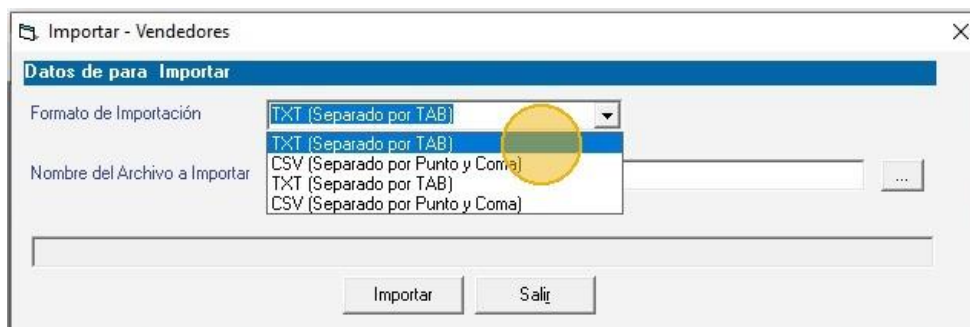 Importar - Vendedores
Datos de para Importar
Formato de Importación
TXT (Separado por TAB)
TXT (Separado por TAB)
CSV (Separado por Punto y Coma)
TXT (Separado por TAB)
CSV (Separado por Punto y Coma)
Nombre del Archivo a Importar
...
Importar
Salir